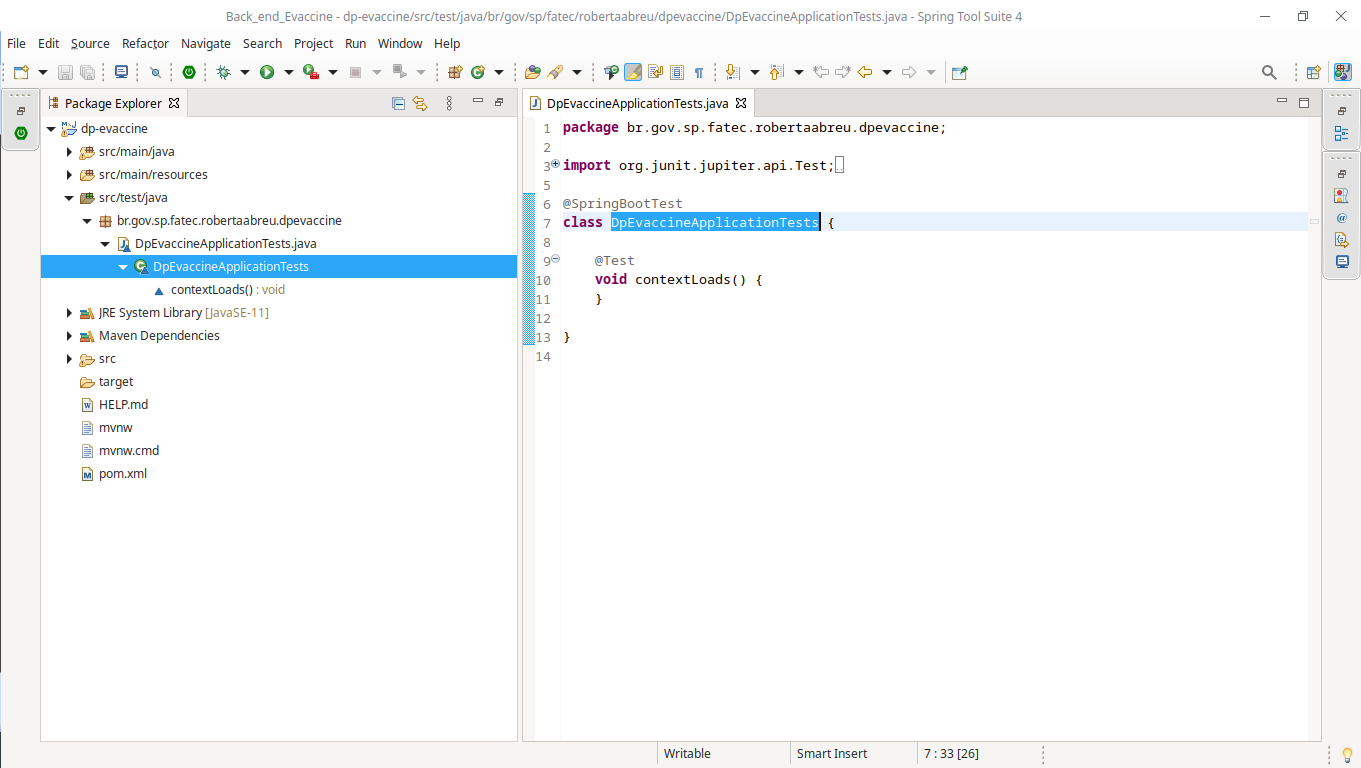 Back_end_Evaccine - dp-evaccine/src/test/java/br/gov/sp/fatec/robertaabreu/dpevaccine/DpEvaccineApplicationTests.java - Spring Tool Suite 4
File Edit Source Refactor Navigate Search Project Run Window Help
Package Explorer
dp-evaccine
src/main/java
src/main/resources
src/test/java
br.gov.sp.fatec.robertaabreu.dpevaccine
DpEvaccineApplicationTests.java
DpEvaccineApplicationTests
contextLoads() : void
JRE System Library [JavaSE-11]
Maven Dependencies
src
target
HELP.md
mvnw
mvnw.cmd
pom.xml
DpEvaccineApplicationTests.java
1 package br.gov.sp.fatec.robertaabreu.dpevaccine;
2
3 import org.junit.jupiter.api.Test;
5
6 @SpringBootTest
7 class DpEvaccineApplicationTests {
8
9 @Test
10 void contextLoads() {
11 }
12
13 }
14
Writable Smart Insert 7 : 33 [26]